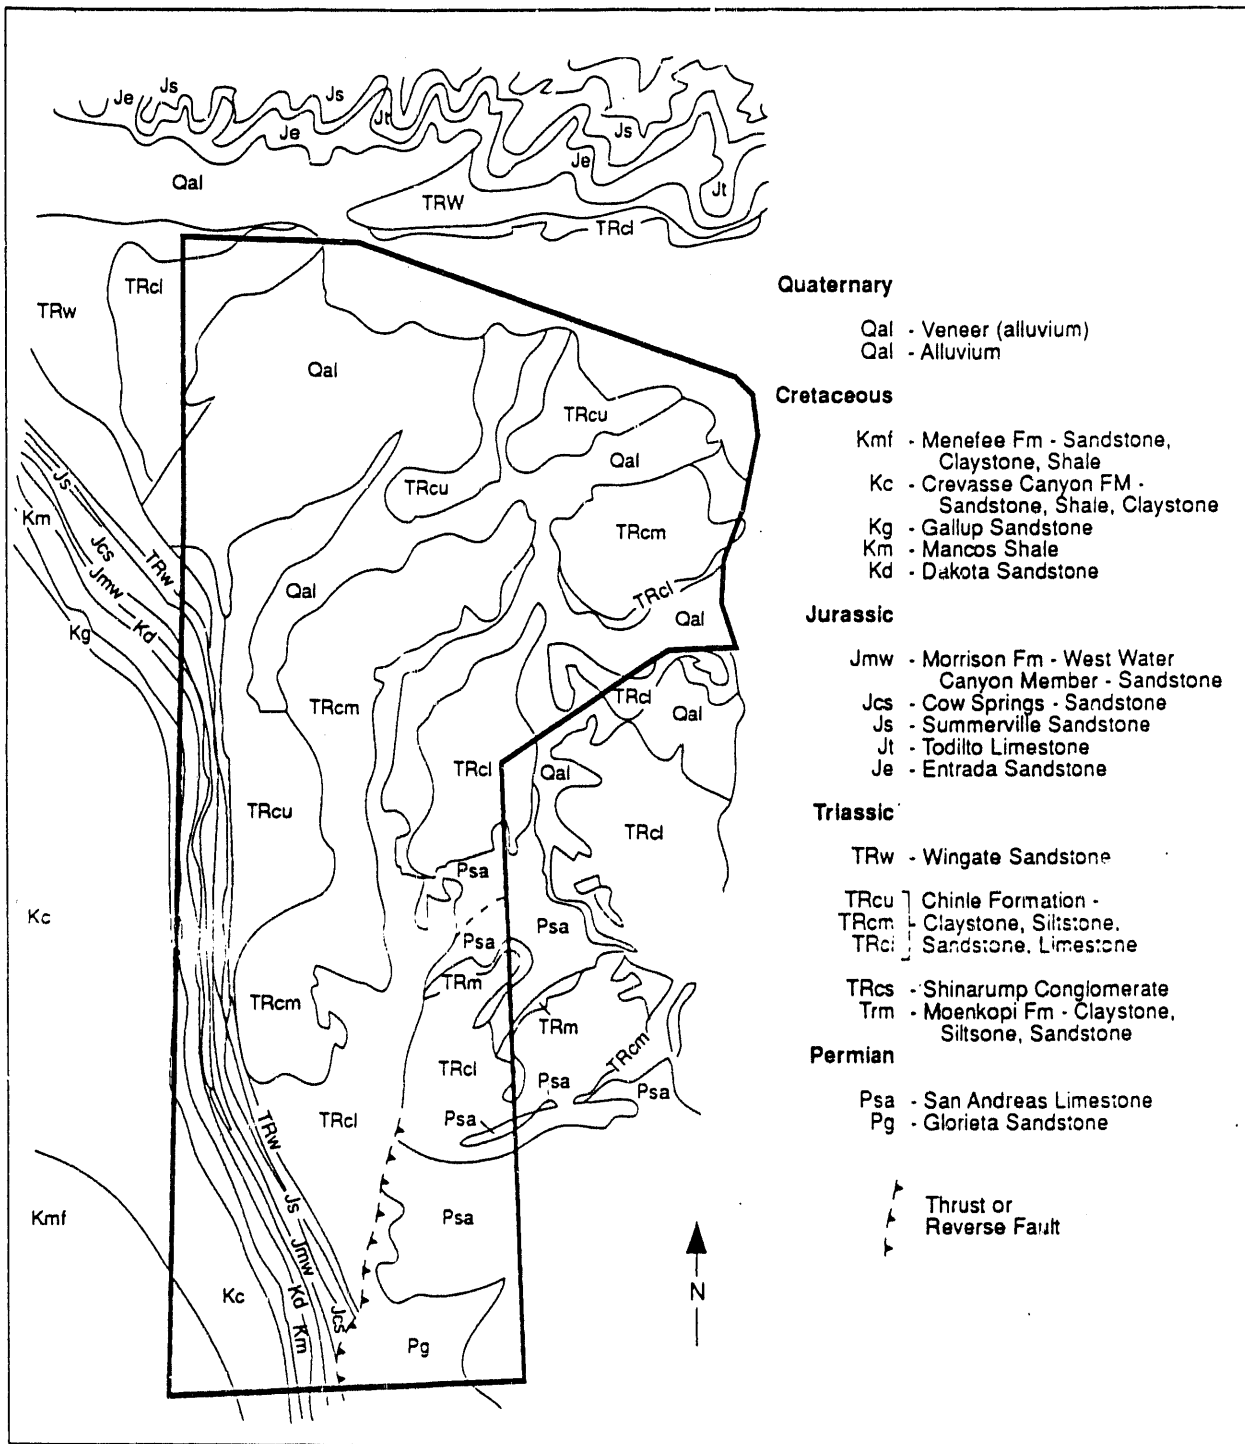 Js
Js
Je
Jt
Je
Js
Je
Qal
Jt
TRW
TRcl
TRcl
TRw
Qal
TRcu
Qal
TRcu
Js
Km
TRcm
Jcs
TRw
Jmw
Qal
TRcl
Kg
Kd
Qal
TRcl
TRcm
Qal
TRcl
Qal
TRcu
TRcl
Psa
Kc
Psa
Psa
TRm
TRcm
TRm
TRcm
TRcl
Psa
Psa
Psa
TRcl
TRw
Js
Kmf
Psa
Jmw
Kc
Kd
Jcs
Km
Pg
N
Quaternary
Qal - Veneer (alluvium)
Qal - Alluvium
Cretaceous
Kmf - Menefee Fm - Sandstone,
Claystone, Shale
Kc - Crevasse Canyon FM -
Sandstone, Shale, Claystone
Kg - Gallup Sandstone
Km - Mancos Shale
Kd - Dakota Sandstone
Jurassic
Jmw - Morrison Fm - West Water
Canyon Member - Sandstone
Jcs - Cow Springs - Sandstone
Js - Summerville Sandstone
Jt - Todilto Limestone
Je - Entrada Sandstone
Triassic
TRw - Wingate Sandstone
TRcu Chinle Formation -
TRcm Claystone, Siltstone,
TRcl Sandstone, Limestone
TRcs - Shinarump Conglomerate
Trm - Moenkopi Fm - Claystone,
Siltsone, Sandstone
Permian
Psa - San Andreas Limestone
Pg - Glorieta Sandstone
Thrust or
Reverse Fault